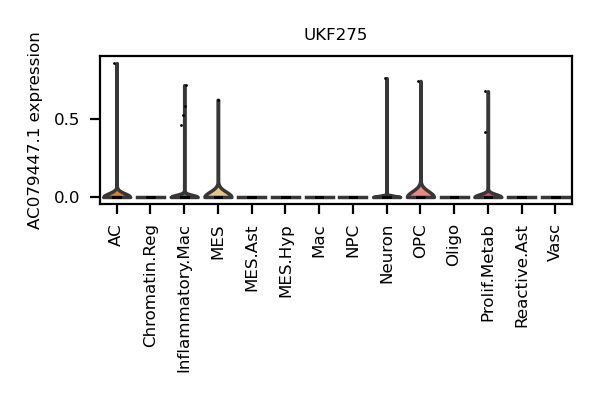 UKF275
AC079447.1 expression
0.5
0.0
AC
Chromatin.Reg
Inflammatory.Mac
MES
MES.Ast
MES.Hyp
Mac
NPC
Neuron
OPC
Oligo
Prolif.Metab
Reactive.Ast
Vasc